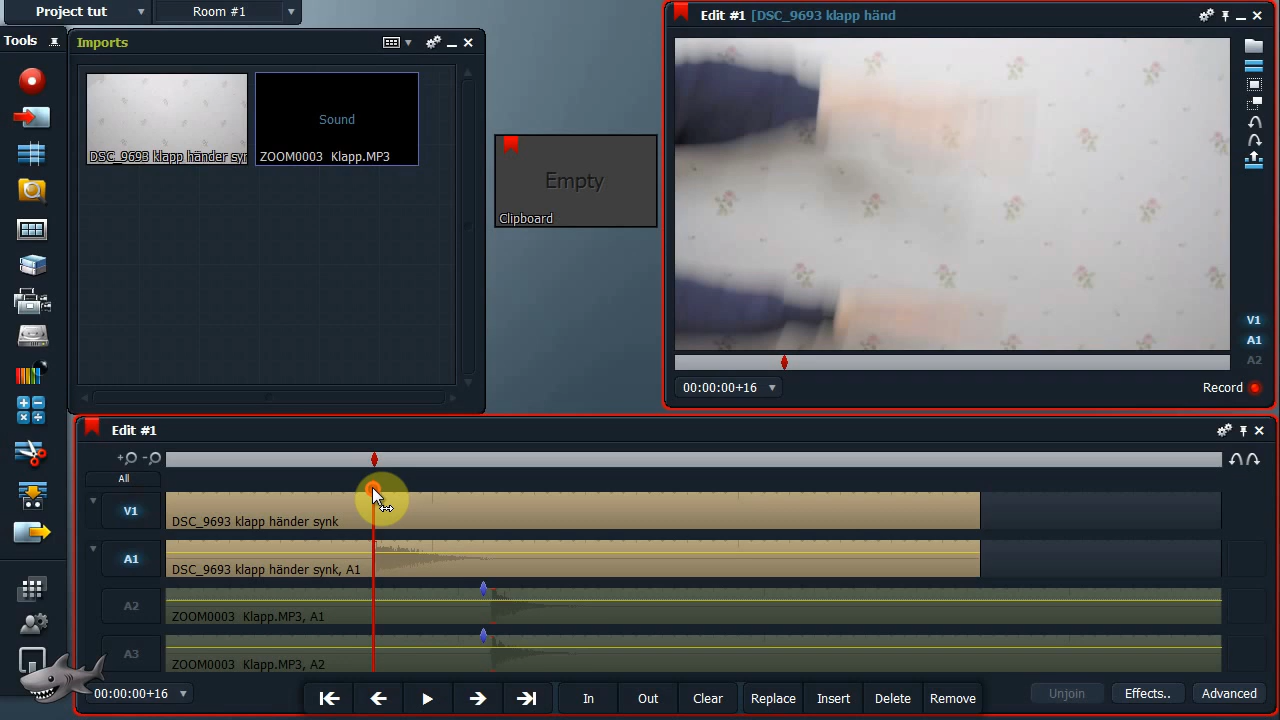 Project tut
Room #1
Tools
Imports
DSC_9693 klapp händer syn
Sound
ZOOM0003 Klapp.MP3
Empty
Clipboard
Edit #1 [DSC_9693 klapp händ
V1
A1
A2
00:00:00+16
Record
Edit #1
All
V1
DSC_9693 klapp händer synk
A1
DSC_9693 klapp händer synk, A1
A2
ZOOM0003 Klapp.MP3, A1
A3
ZOOM0003 Klapp.MP3, A2
00:00:00+16
In
Out
Clear
Replace
Insert
Delete
Remove
Unjoin
Effects..
Advanced